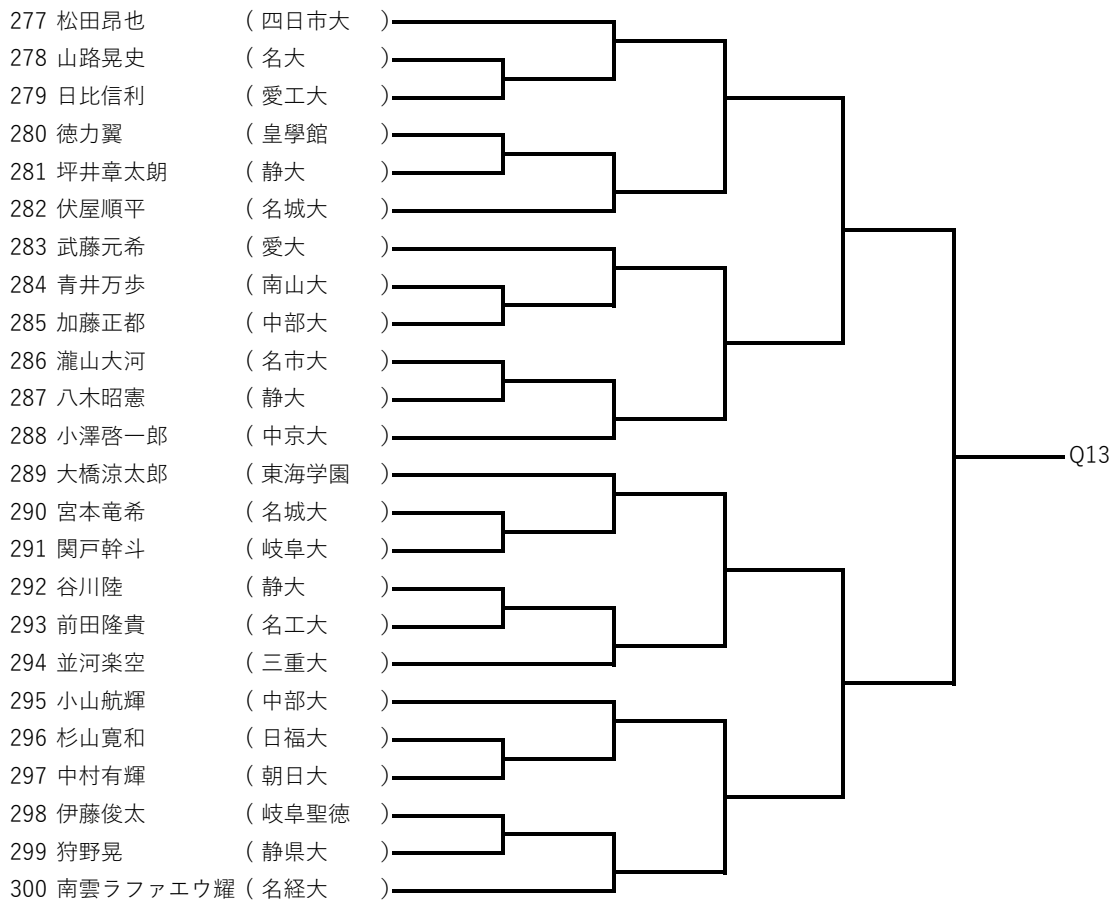 277 松田昂也 ( 四日市大 )
278 山路晃史 ( 名大 )
279 日比信利 ( 愛工大 )
280 徳力翼 ( 皇學館 )
281 坪井章太朗 ( 静大 )
282 伏屋順平 ( 名城大 )
283 武藤元希 ( 愛大 )
284 青井万歩 ( 南山大 )
285 加藤正都 ( 中部大 )
286 瀧山大河 ( 名市大 )
287 八木昭憲 ( 静大 )
288 小澤啓一郎 ( 中京大 )
289 大橋涼太郎 ( 東海学園 )
Q13
290 宮本竜希 ( 名城大 )
291 関戸幹斗 ( 岐阜大 )
292 谷川陸 ( 静大 )
293 前田隆貴 ( 名工大 )
294 並河楽空 ( 三重大 )
295 小山航輝 ( 中部大 )
296 杉山寛和 ( 日福大 )
297 中村有輝 ( 朝日大 )
298 伊藤俊太 ( 岐阜聖徳 )
299 狩野晃 ( 静県大 )
300 南雲ラファエウ耀 ( 名経大 )